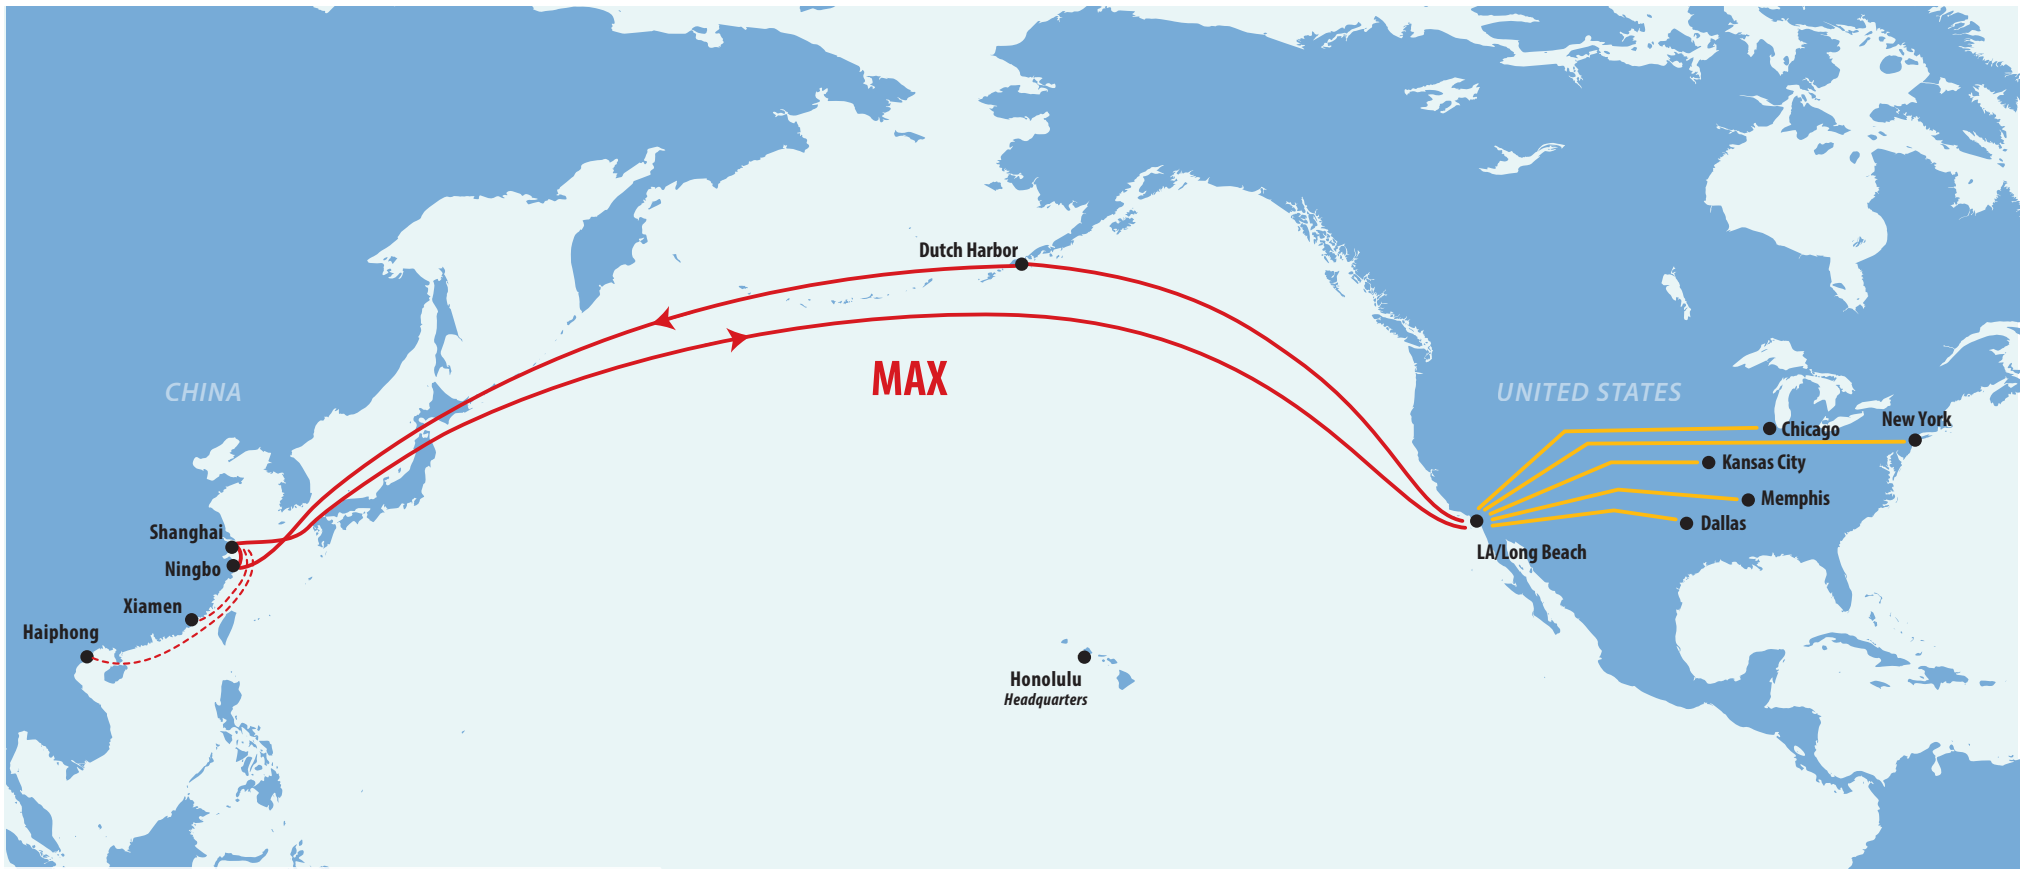 Dutch Harbor
MAX
CHINA
UNITED STATES
New York
Chicago
Kansas City
Memphis
Dallas
LA/Long Beach
Shanghai
Ningbo
Xiamen
Haiphong
Honolulu
Headquarters